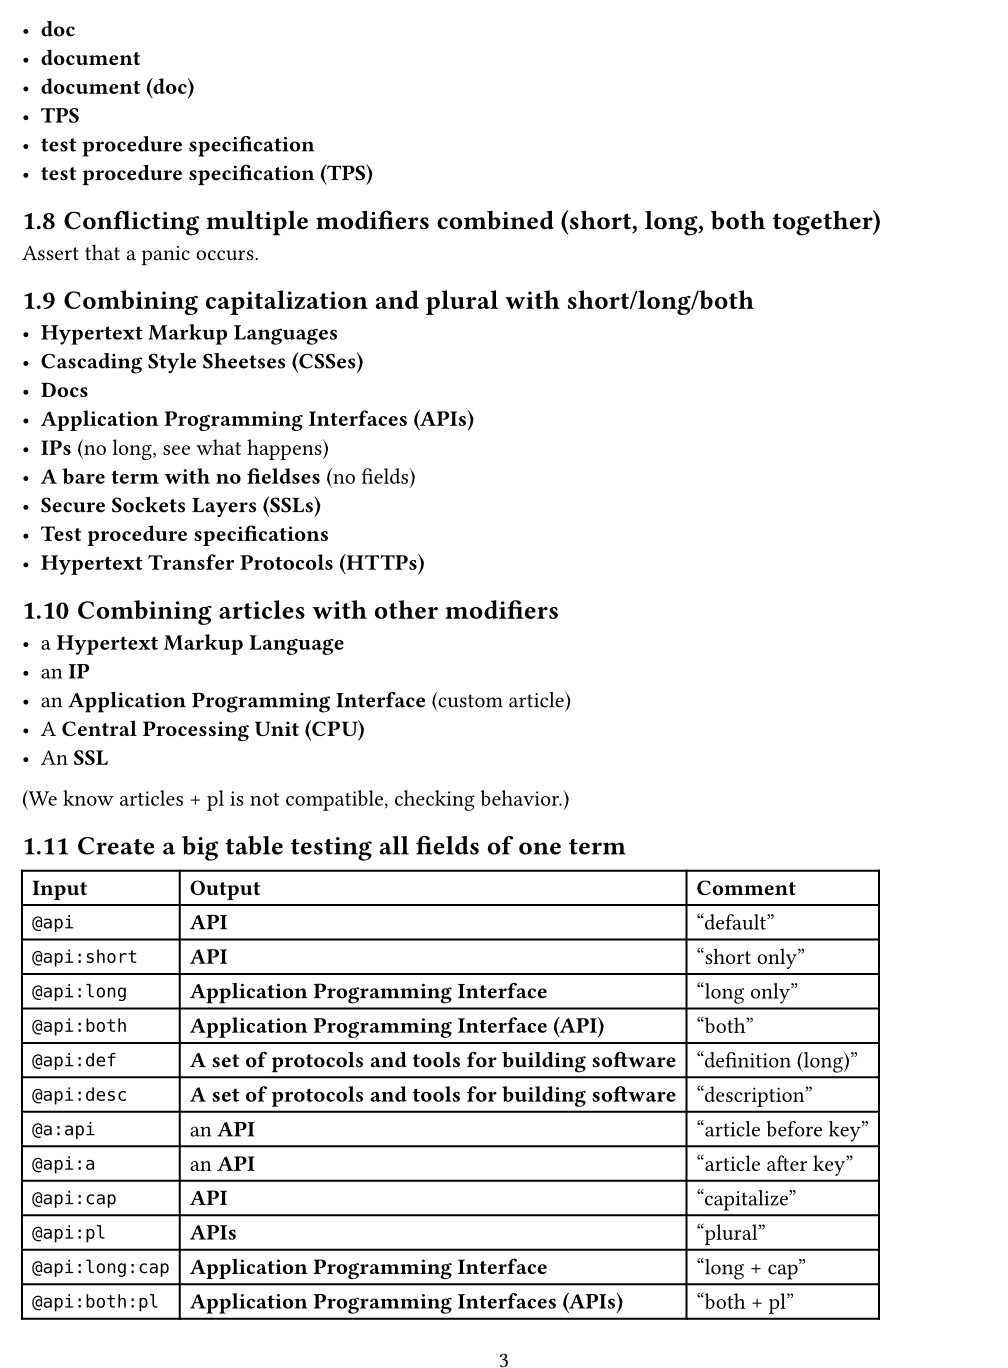 • doc
• document
• document (doc)
• TPS
• test procedure specification
• test procedure specification (TPS)
1.8 Conflicting multiple modifiers combined (short, long, both together)
Assert that a panic occurs.
1.9 Combining capitalization and plural with short/long/both
• Hypertext Markup Languages
• Cascading Style Sheetses (CSSes)
• Docs
• Application Programming Interfaces (APIs)
• IPs (no long, see what happens)
• A bare term with no fieldses (no fields)
• Secure Sockets Layers (SSLs)
• Test procedure specifications
• Hypertext Transfer Protocols (HTTPs)
1.10 Combining articles with other modifiers
• a Hypertext Markup Language
• an IP
• an Application Programming Interface (custom article)
• A Central Processing Unit (CPU)
• An SSL
(We know articles + pl is not compatible, checking behavior.)
1.11 Create a big table testing all fields of one term
Input Output Comment
@api API “default”
@api:short API “short only”
@api:long Application Programming Interface “long only”
@api:both Application Programming Interface (API) “both”
@api:def A set of protocols and tools for building software “definition (long)”
@api:desc A set of protocols and tools for building software “description”
@a:api an API “article before key”
@api:a an API “article after key”
@api:cap API “capitalize”
@api:pl APIs “plural”
@api:long:cap Application Programming Interface “long + cap”
@api:both:pl Application Programming Interfaces (APIs) “both + pl”
3